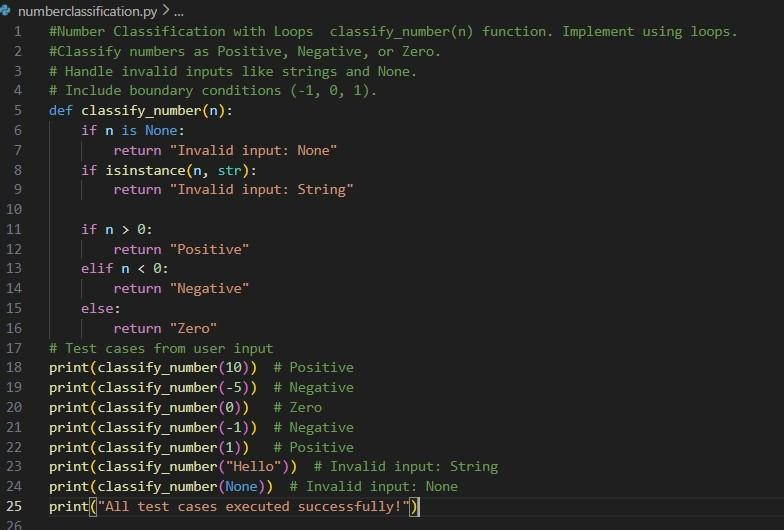 numberclassification.py > ...
1 #Number Classification with Loops  classify_number(n) function. Implement using loops.
2 #Classify numbers as Positive, Negative, or Zero.
3 # Handle invalid inputs like strings and None.
4 # Include boundary conditions (-1, 0, 1).
5 def classify_number(n):
6     if n is None:
7         return "Invalid input: None"
8     if isinstance(n, str):
9         return "Invalid input: String"
10
11     if n > 0:
12         return "Positive"
13     elif n < 0:
14         return "Negative"
15     else:
16         return "Zero"
17 # Test cases from user input
18 print(classify_number(10))  # Positive
19 print(classify_number(-5))  # Negative
20 print(classify_number(0))   # Zero
21 print(classify_number(-1))  # Negative
22 print(classify_number(1))   # Positive
23 print(classify_number("Hello"))  # Invalid input: String
24 print(classify_number(None))  # Invalid input: None
25 print("All test cases executed successfully!")
26